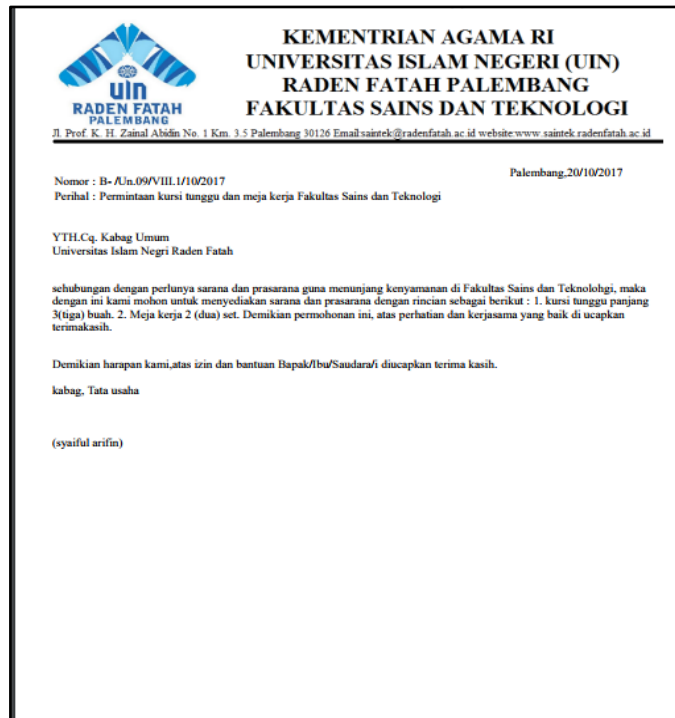 uin
RADEN FATAH
PALEMBANG
KEMENTRIAN AGAMA RI
UNIVERSITAS ISLAM NEGERI (UIN)
RADEN FATAH PALEMBANG
FAKULTAS SAINS DAN TEKNOLOGI
Jl. Prof. K. H. Zainal Abidin No. 1 Km. 3.5 Palembang 30126 Email:saintek@radenfatah.ac.id website:www.saintek.radenfatah.ac.id
Palembang,20/10/2017
Nomor : B- /Un.09/VIII.1/10/2017
Perihal : Permintaan kursi tunggu dan meja kerja Fakultas Sains dan Teknologi
YTH.Cq. Kabag Umum
Universitas Islam Negri Raden Fatah
sehubungan dengan perlunya sarana dan prasarana guna menunjang kenyamanan di Fakultas Sains dan Teknolohgi, maka
dengan ini kami mohon untuk menyediakan sarana dan prasarana dengan rincian sebagai berikut : 1. kursi tunggu panjang
3(tiga) buah. 2. Meja kerja 2 (dua) set. Demikian permohonan ini, atas perhatian dan kerjasama yang baik di ucapkan
terimakasih.
Demikian harapan kami,atas izin dan bantuan Bapak/Ibu/Saudara/i diucapkan terima kasih.
kabag, Tata usaha
(syaiful arifin)